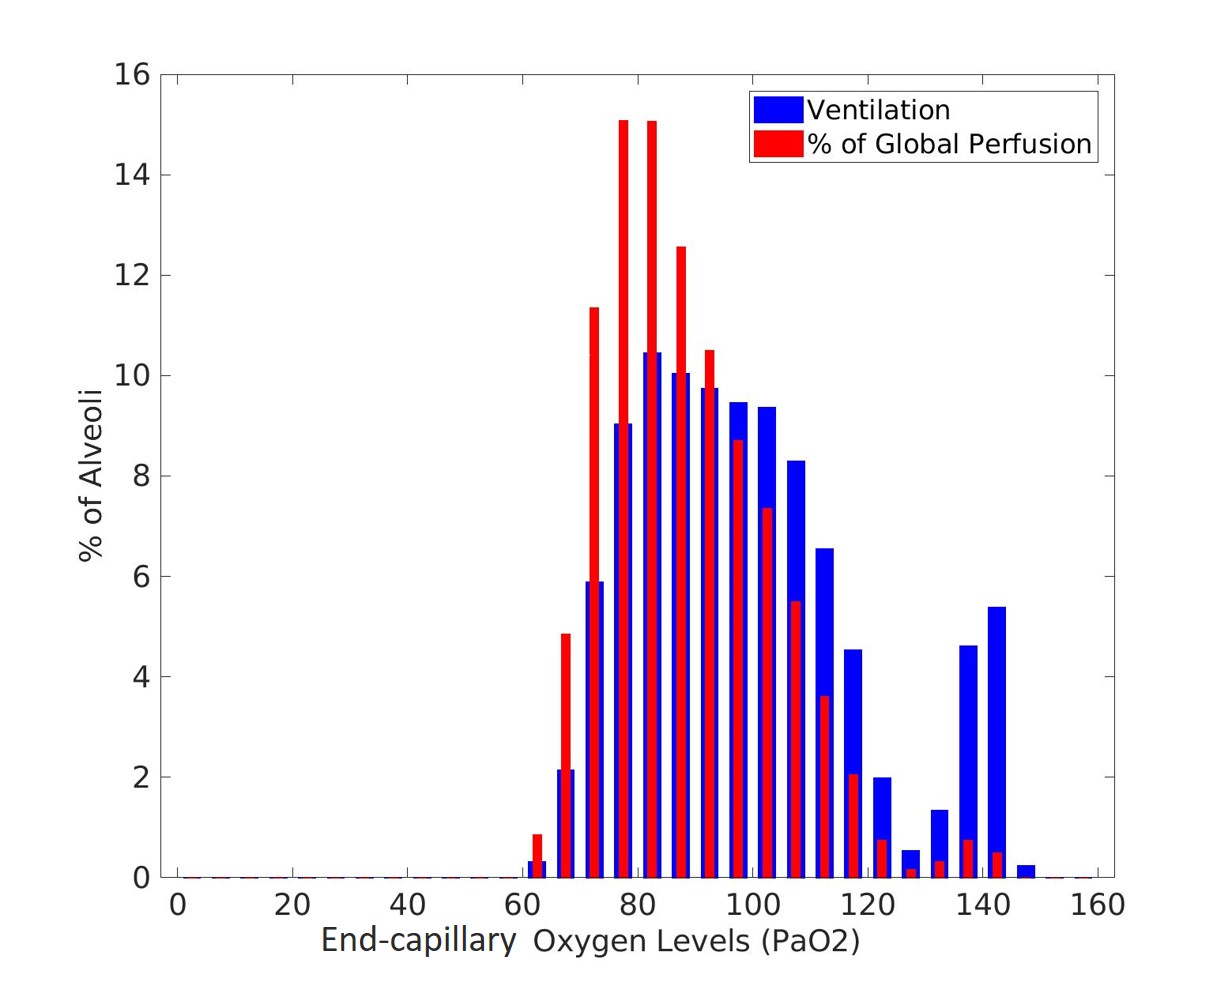 16
14
12
10
8
6
4
2
0
% of Alveoli
Ventilation
% of Global Perfusion
0 20 40 60 80 100 120 140 160
End-capillary Oxygen Levels (PaO2)